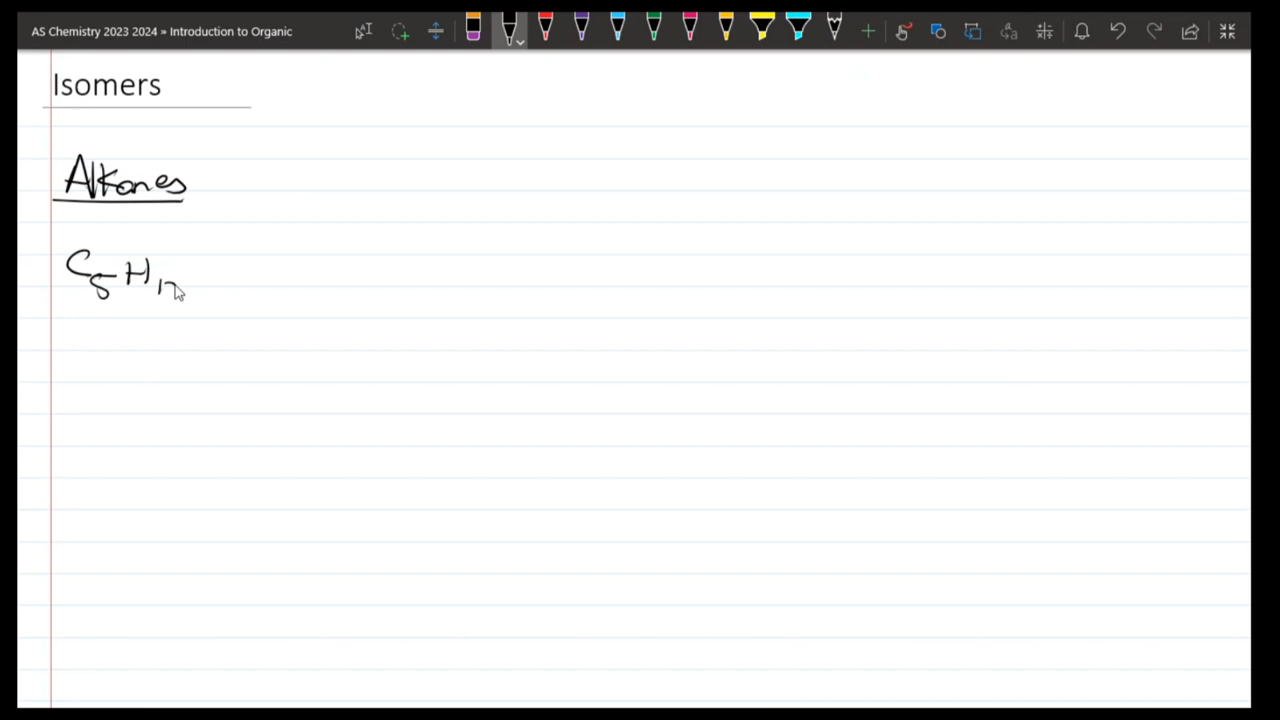 AS Chemistry 2023 2024 » Introduction to Organic
Isomers
Alkanes
C5H1